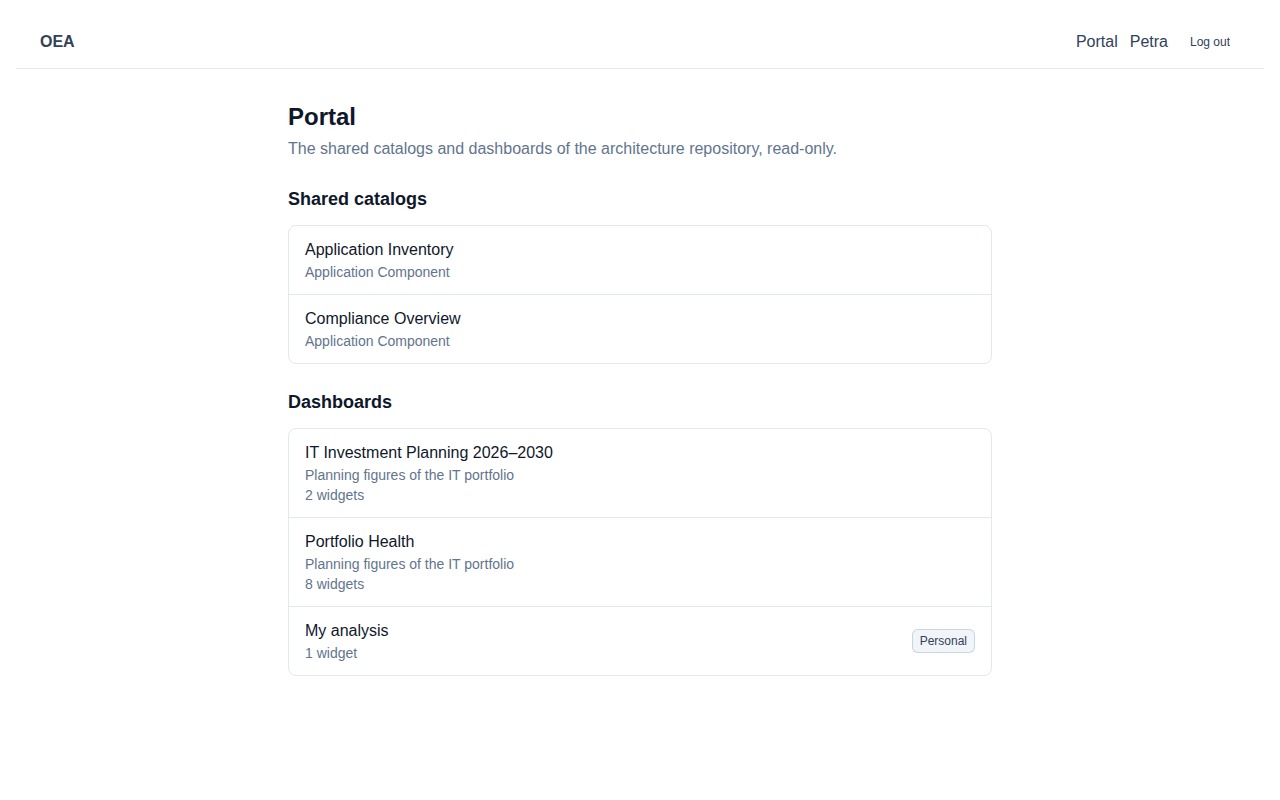 OEA
Portal Petra Log out
Portal
The shared catalogs and dashboards of the architecture repository, read-only.
Shared catalogs
Application Inventory
Application Component
Compliance Overview
Application Component
Dashboards
IT Investment Planning 2026–2030
Planning figures of the IT portfolio
2 widgets
Portfolio Health
Planning figures of the IT portfolio
8 widgets
My analysis
1 widget
Personal